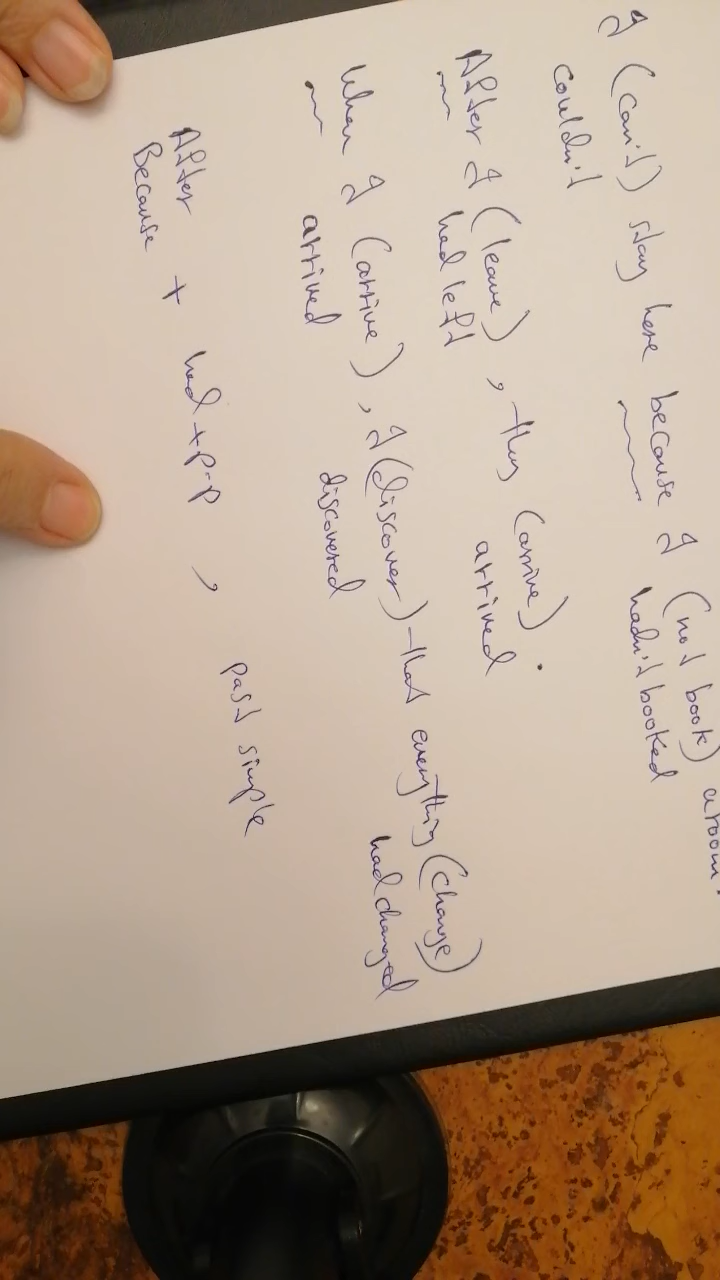 I (can't) stay here because I (not book) a room.
couldn't hadn't booked
After I (leave), they (arrive).
had left arrived
When I (arrive), I (discover) that everything (change)
arrived discovered had changed
After
Because + had + p.p , past simple